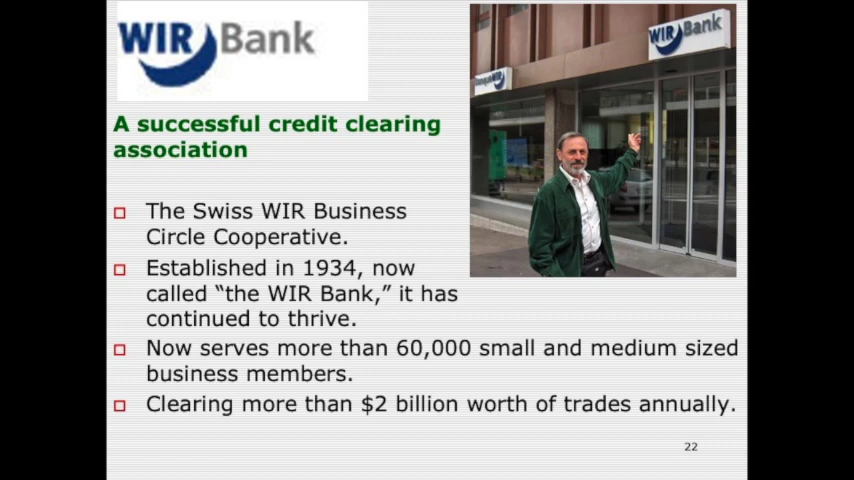 WIR Bank
A successful credit clearing
association
The Swiss WIR Business
Circle Cooperative.
Established in 1934, now
called “the WIR Bank,” it has
continued to thrive.
Now serves more than 60,000 small and medium sized
business members.
Clearing more than $2 billion worth of trades annually.
WIR Bank
Banque WIR
22